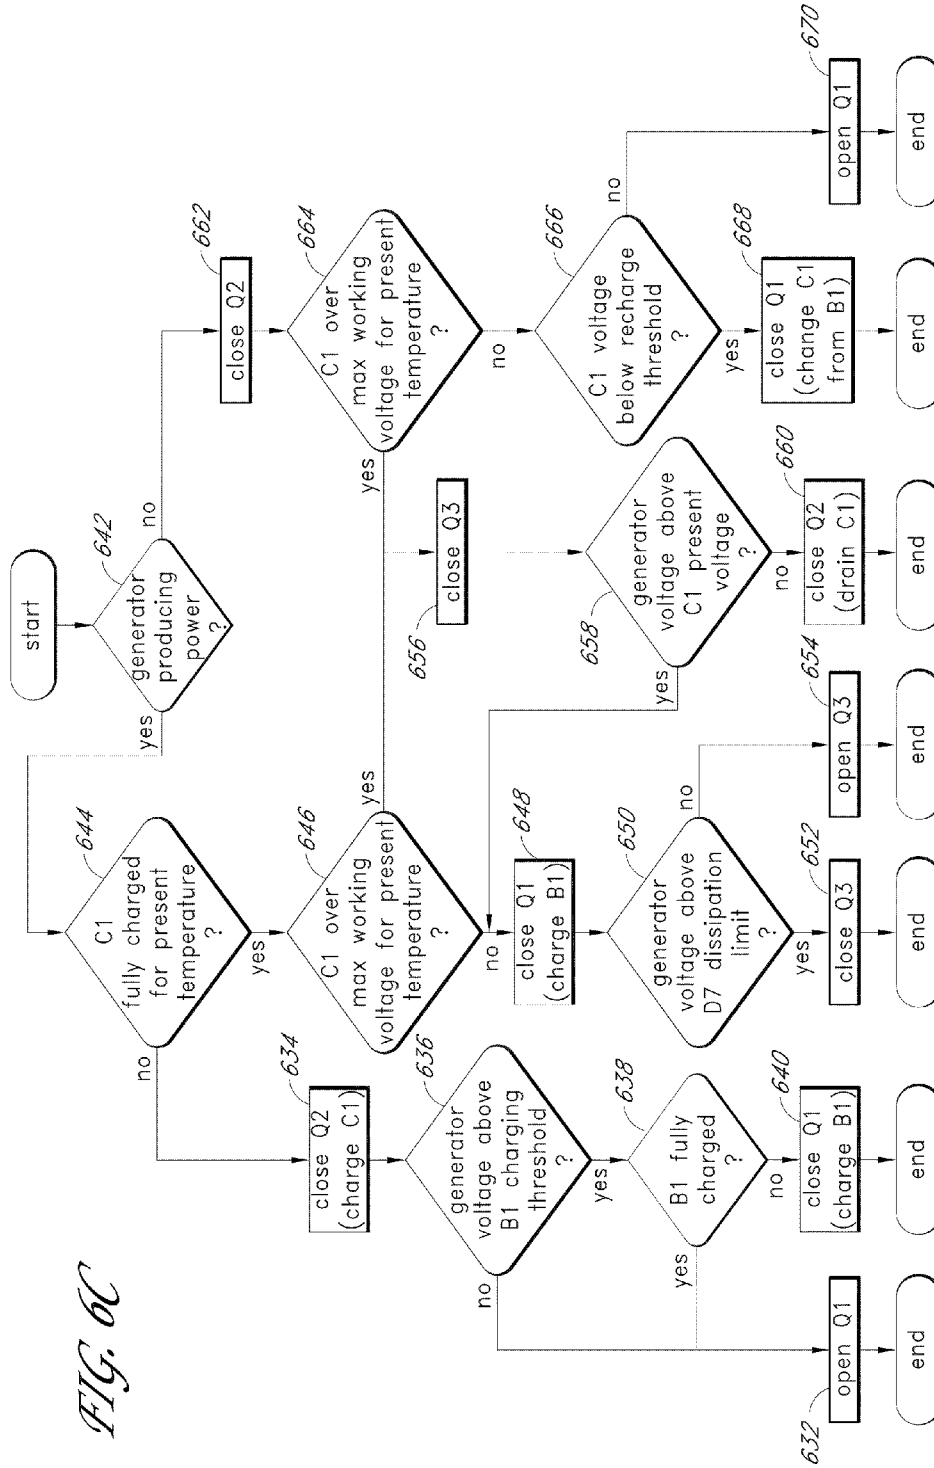 FIG. 6C
start
642
generator
producing
power
?
yes
no
644
C1
fully charged
for present
temperature
?
no
yes
662
close Q2
646
C1 over
max working
voltage for present
temperature
?
yes
no
664
C1 over
max working
voltage for present
temperature
?
yes
no
634
close Q2
(charge C1)
636
generator
voltage above
B1 charging
threshold
?
no
yes
648
close Q1
(charge B1)
656
close Q3
666
C1 voltage
below recharge
threshold
?
no
yes
638
B1 fully
charged
?
yes
no
650
generator
voltage above
D7 dissipation
limit
?
no
yes
658
generator
voltage above
C1 present
voltage
?
yes
no
632
open Q1
640
close Q1
(charge B1)
652
close Q3
654
open Q3
660
close Q2
(drain C1)
668
close Q1
(change C1
from B1)
670
open Q1
end
end
end
end
end
end
end